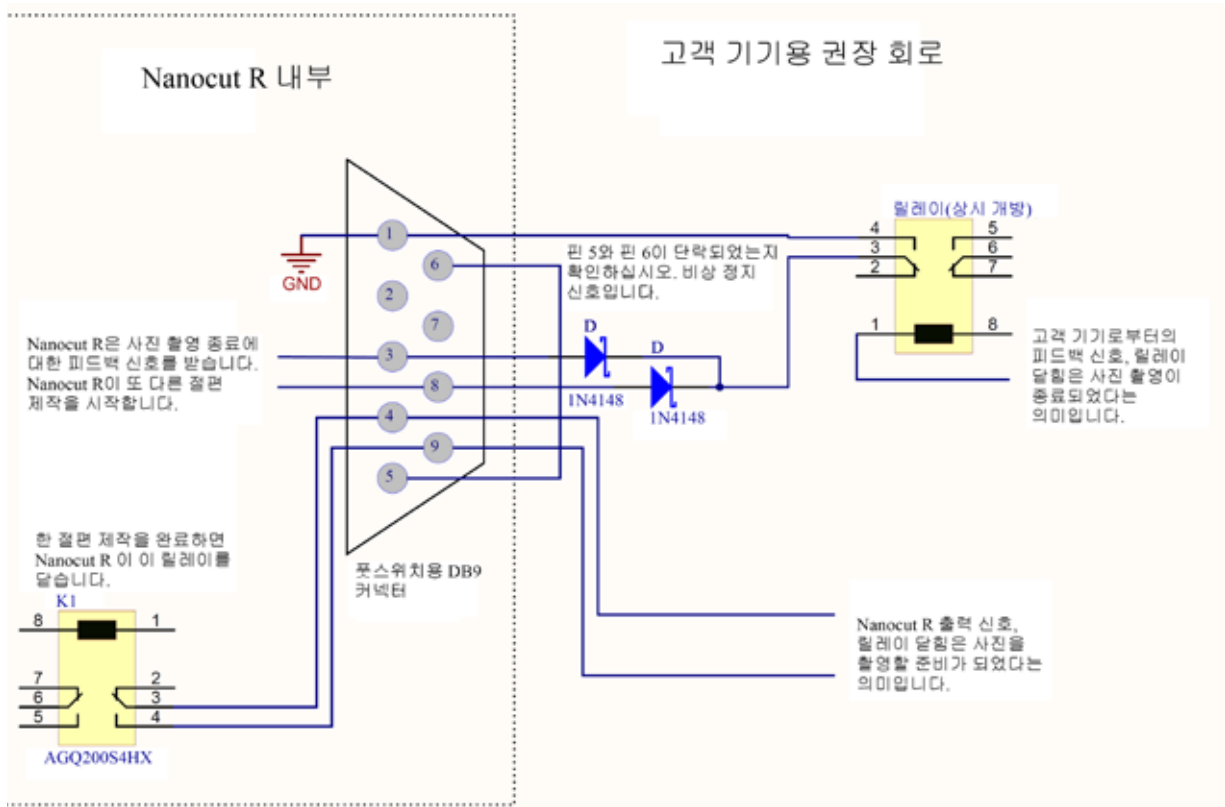 Nanocut R 내부
고객 기기용 권장 회로
릴레이(상시 개방)
4
5
3
6
2
7
1
8
1
6
2
7
3
8
4
9
5
GND
핀 5와 핀 6이 단락되었는지
확인하십시오. 비상 정지
신호입니다.
D
D
1N4148
1N4148
Nanocut R은 사진 촬영 종료에
대한 피드백 신호를 받습니다.
Nanocut R이 또 다른 절편
제작을 시작합니다.
고객 기기로부터의
피드백 신호, 릴레이
닫힘은 사진 촬영이
종료되었다는
의미입니다.
한 절편 제작을 완료하면
Nanocut R 이 이 릴레이를
닫습니다.
K1
8
1
7
2
6
3
5
4
AGQ200S4HX
풋스위치용 DB9
커넥터
Nanocut R 출력 신호,
릴레이 닫힘은 사진을
촬영할 준비가 되었다는
의미입니다.